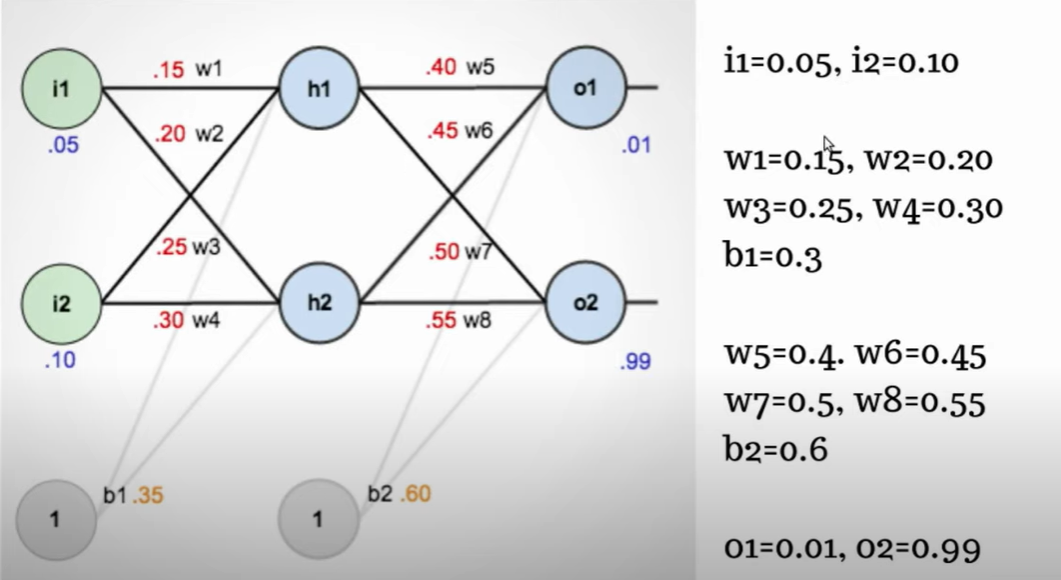 i1
.15 w1
h1
.40 w5
o1
.05
.20 w2
.45 w6
.01
.25 w3
.50 w7
i2
.30 w4
h2
.55 w8
o2
.10
.99
b1 .35
b2 .60
1
1
i1=0.05, i2=0.10
w1=0.15, w2=0.20
w3=0.25, w4=0.30
b1=0.3
w5=0.4. w6=0.45
w7=0.5, w8=0.55
b2=0.6
o1=0.01, o2=0.99